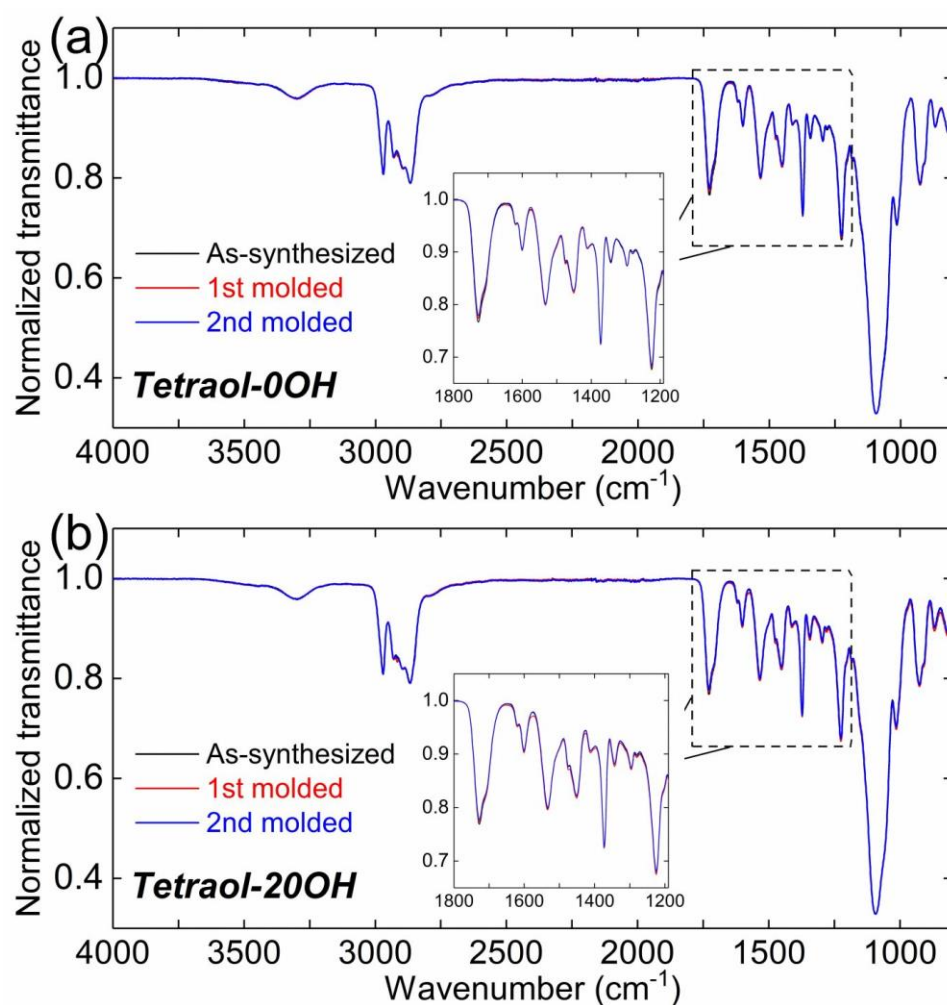 (a)
Normalized transmittance
1.0
0.8
0.6
0.4
As-synthesized
1st molded
2nd molded
Tetraol-0OH
1.0
0.9
0.8
0.7
1800 1600 1400 1200
4000 3500 3000 2500 2000 1500 1000
Wavenumber (cm⁻¹)
(b)
Normalized transmittance
1.0
0.8
0.6
0.4
As-synthesized
1st molded
2nd molded
Tetraol-20OH
1.0
0.9
0.8
0.7
1800 1600 1400 1200
4000 3500 3000 2500 2000 1500 1000
Wavenumber (cm⁻¹)